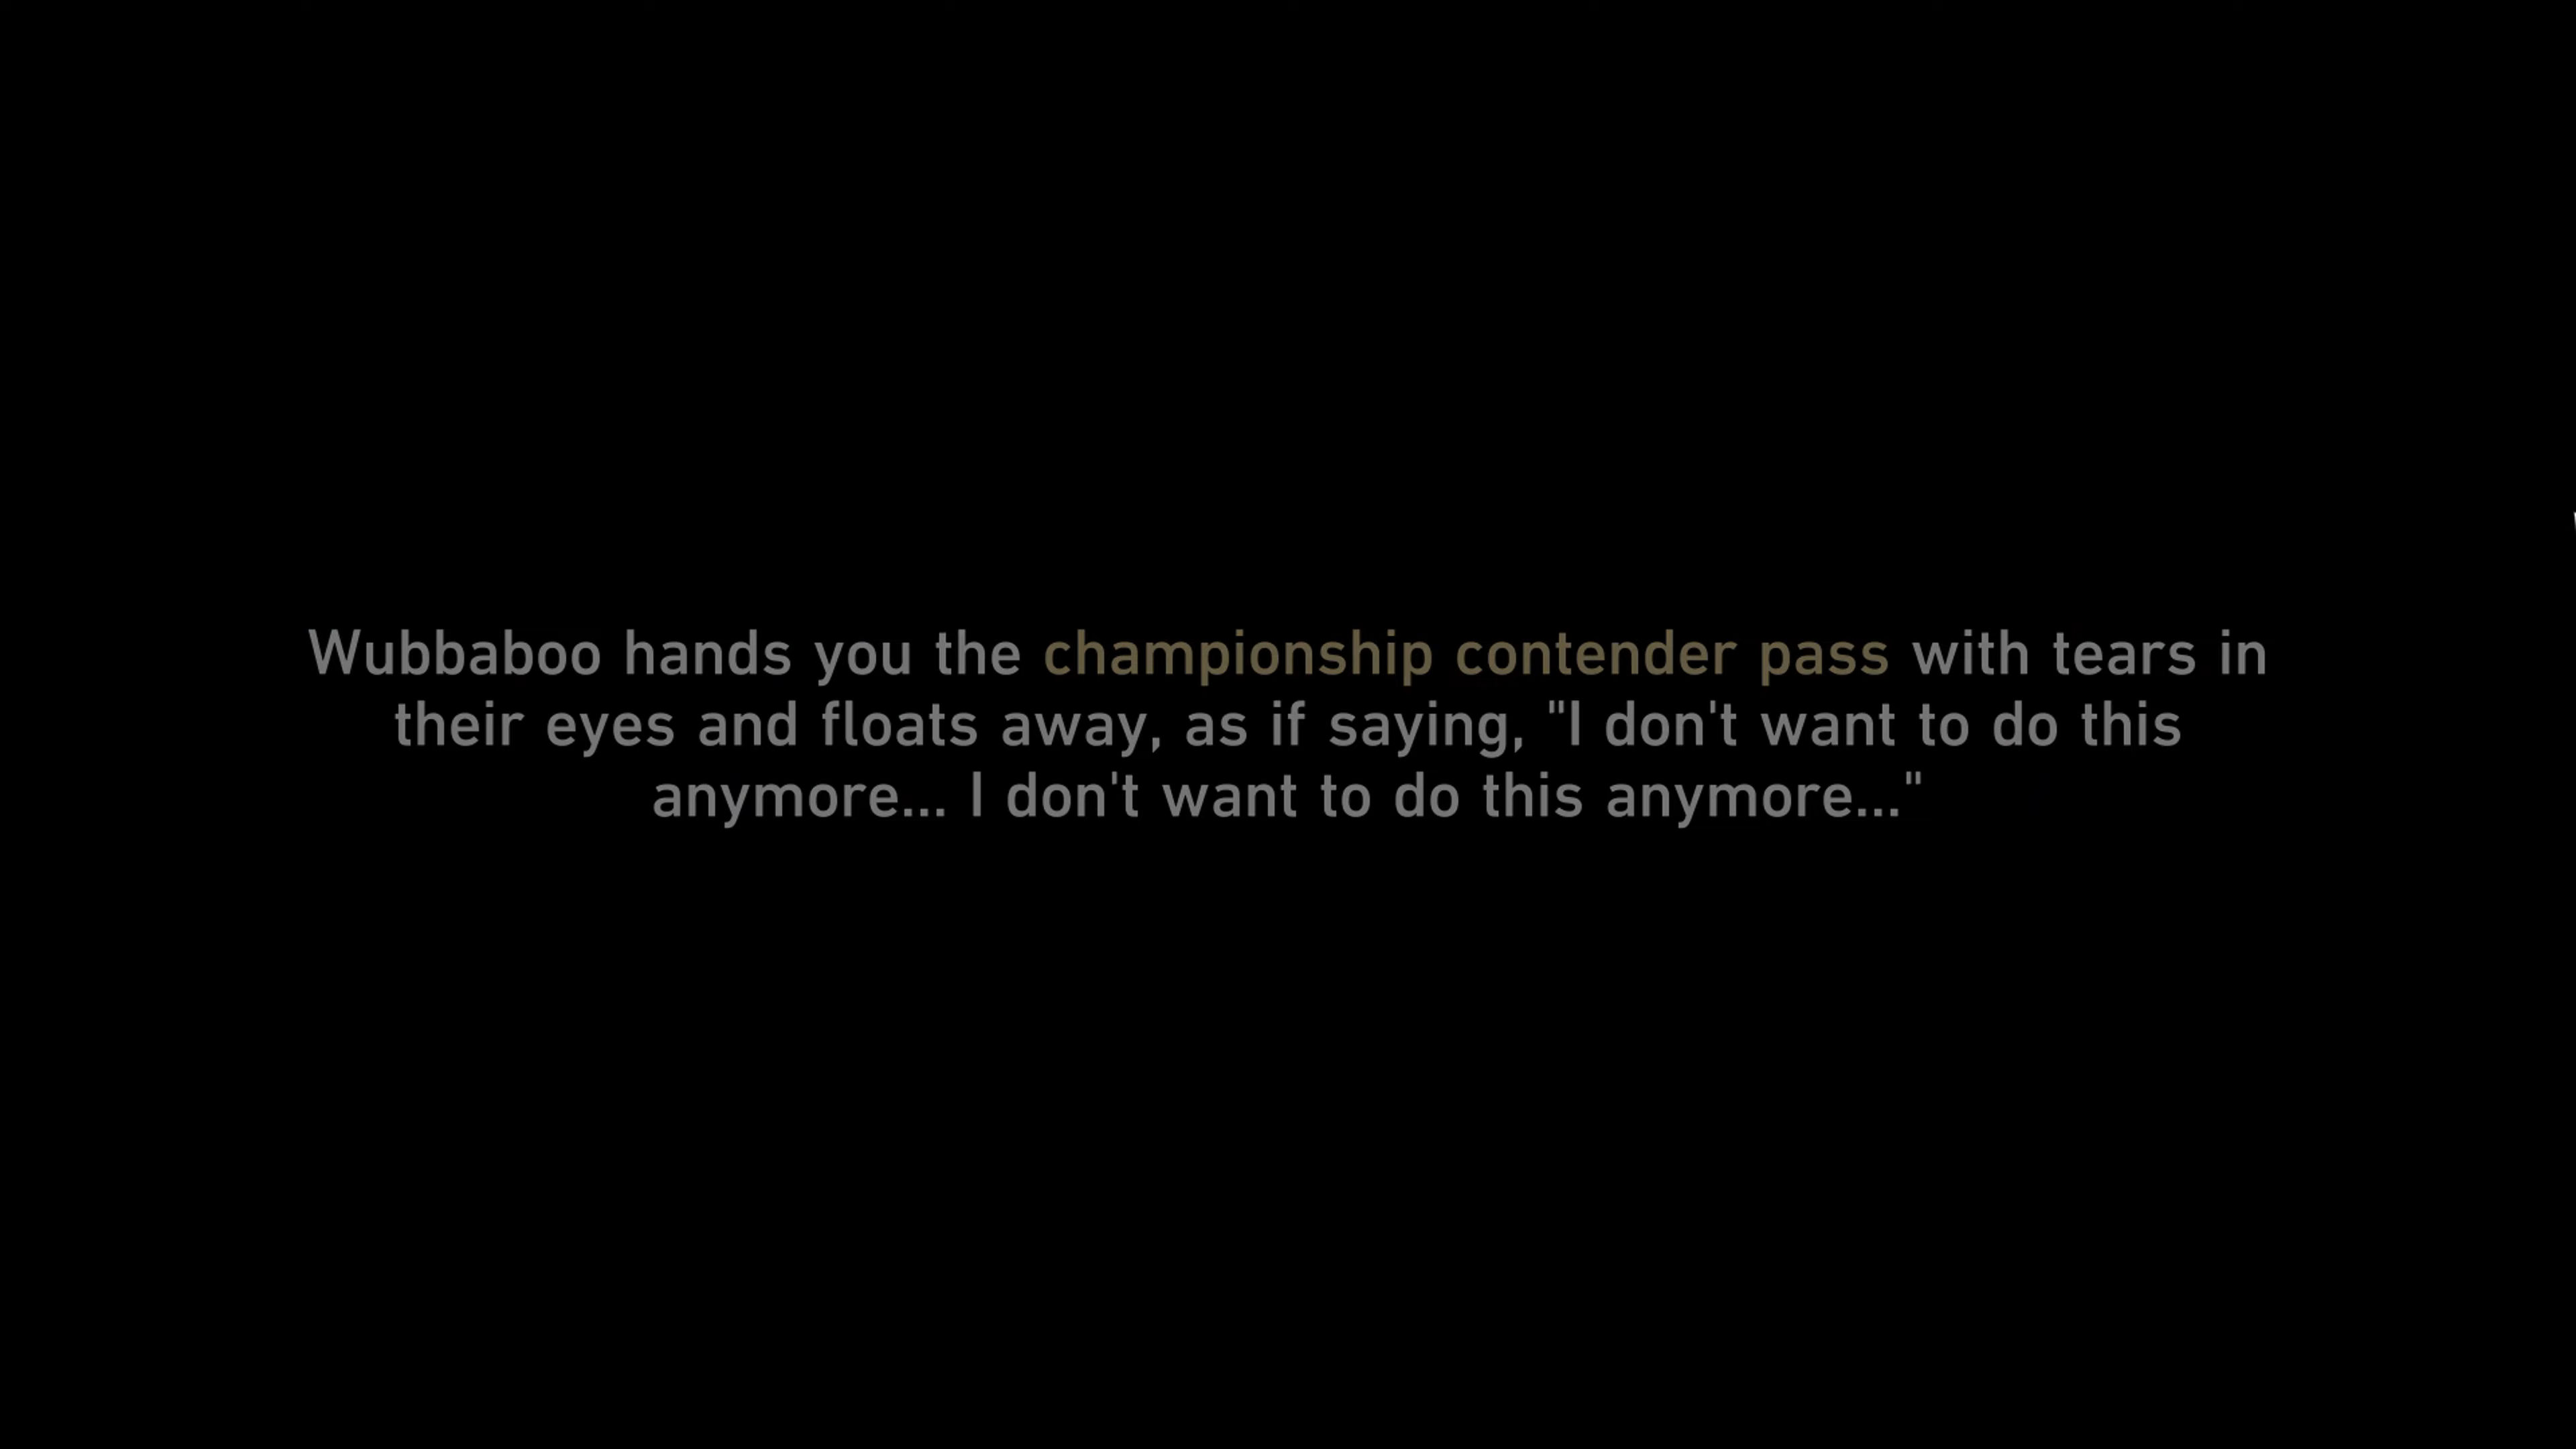 Wubbaboo hands you the championship contender pass with tears in
their eyes and floats away, as if saying, "I don't want to do this
anymore... I don't want to do this anymore..."